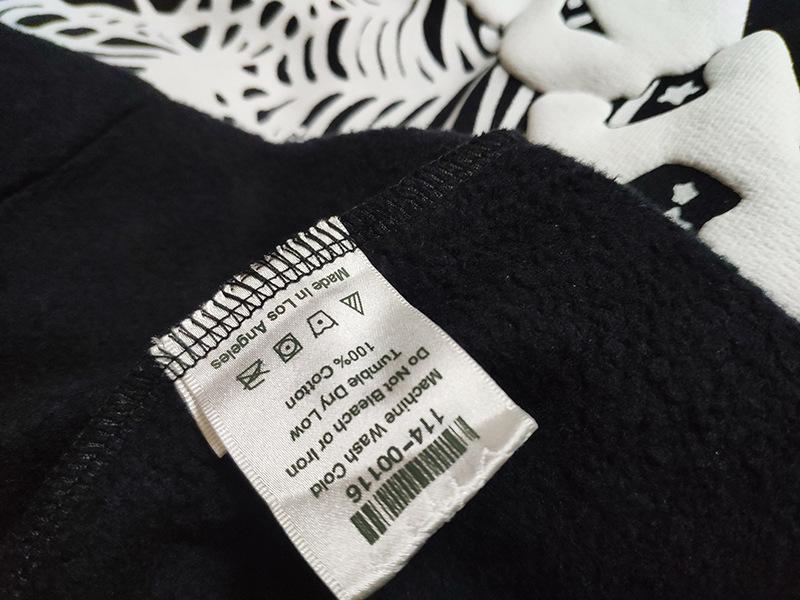 114-00116
Machine Wash Cold
Do Not Bleach or Iron
Tumble Dry Low
100% Cotton
Made in Los Angeles